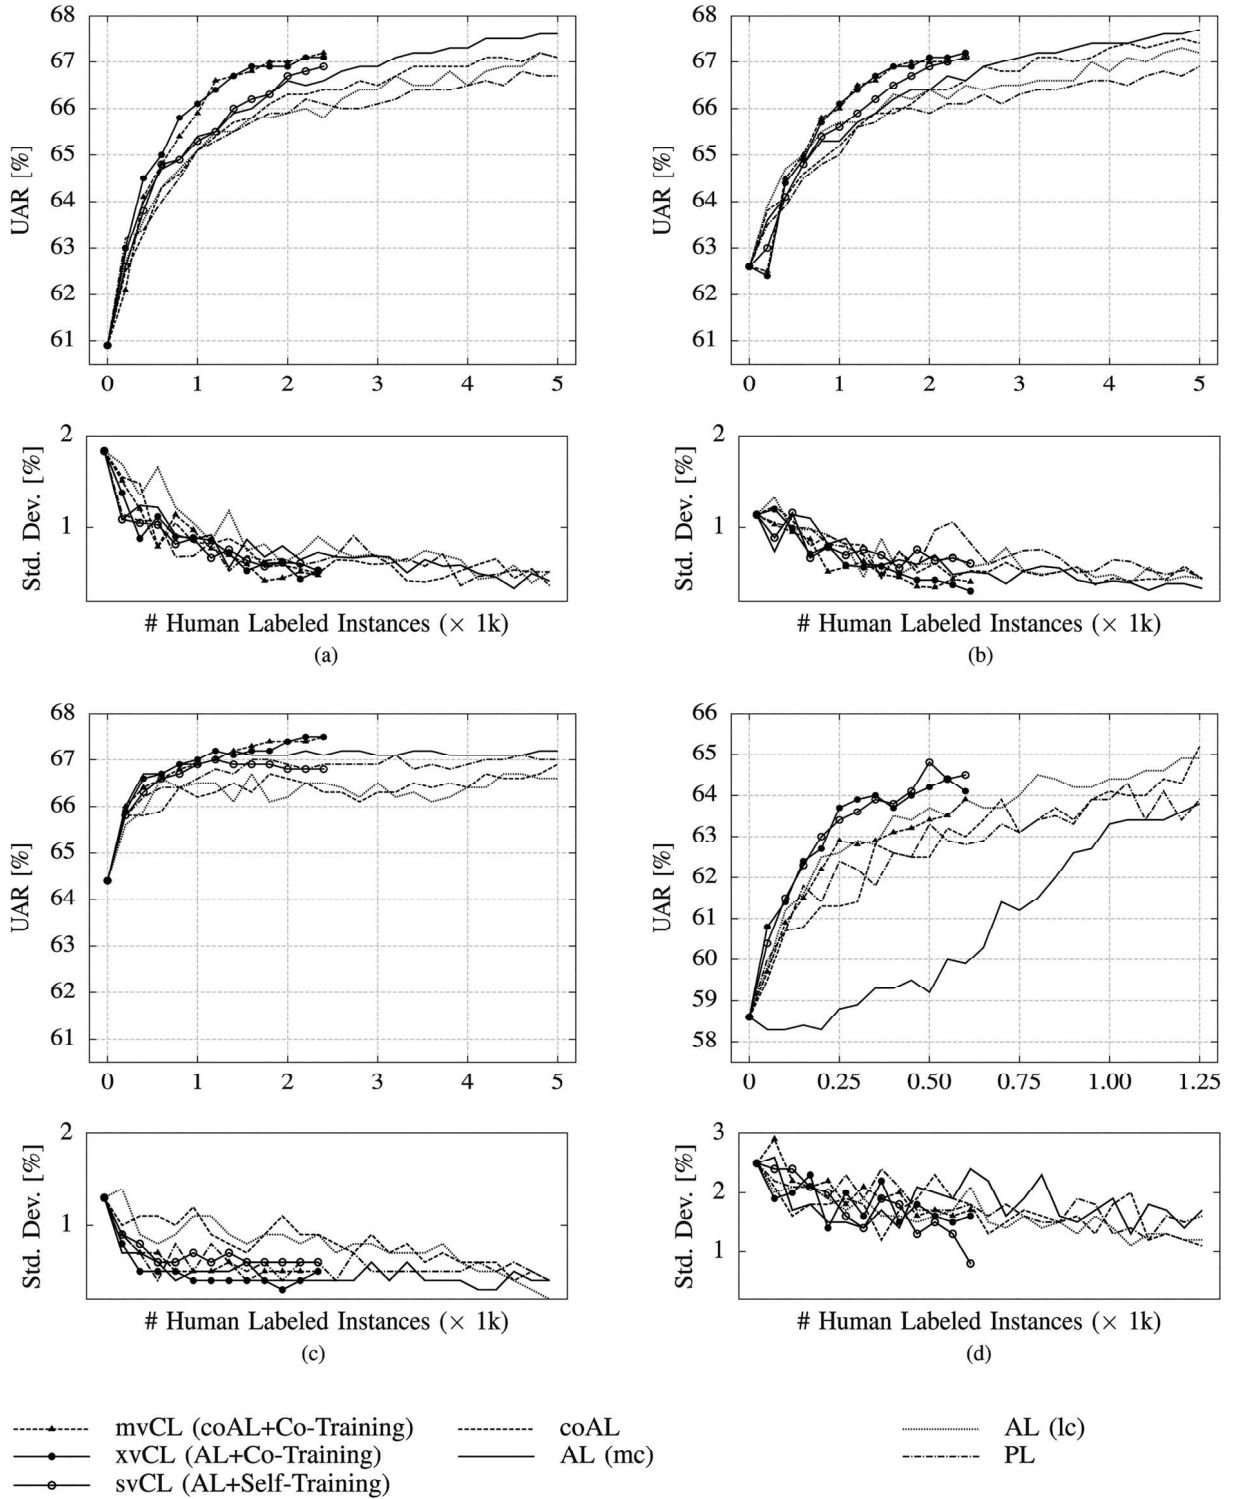 68
67
66
65
64
63
62
61
UAR [%]
0 1 2 3 4 5
2
1
Std. Dev. [%]
# Human Labeled Instances (× 1k)
(a)
68
67
66
65
64
63
62
61
UAR [%]
0 1 2 3 4 5
2
1
Std. Dev. [%]
# Human Labeled Instances (× 1k)
(b)
68
67
66
65
64
63
62
61
UAR [%]
0 1 2 3 4 5
2
1
Std. Dev. [%]
# Human Labeled Instances (× 1k)
(c)
66
65
64
63
62
61
60
59
58
UAR [%]
0 0.25 0.50 0.75 1.00 1.25
3
2
1
Std. Dev. [%]
# Human Labeled Instances (× 1k)
(d)
mvCL (coAL+Co-Training) coAL AL (lc)
xvCL (AL+Co-Training) AL (mc) PL
svCL (AL+Self-Training)